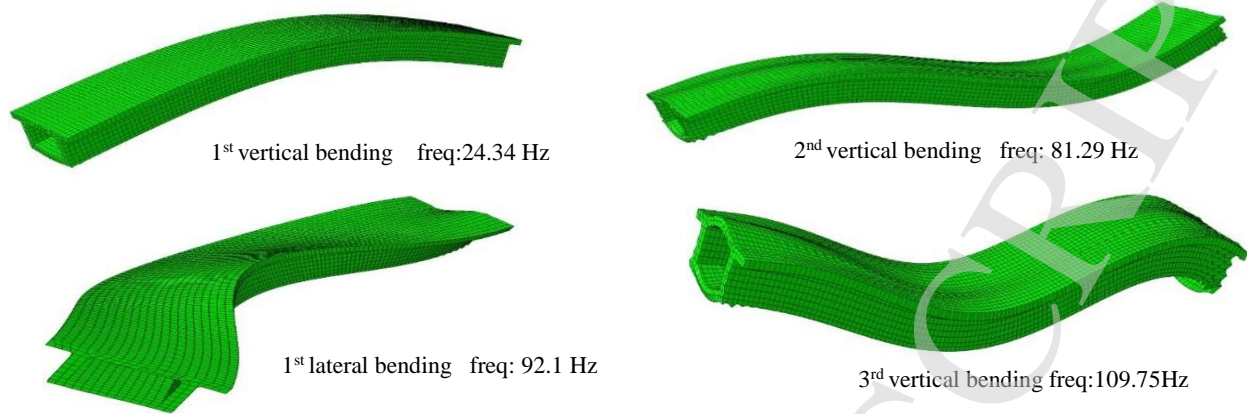 1st vertical bending freq:24.34 Hz
2nd vertical bending freq: 81.29 Hz
1st lateral bending freq: 92.1 Hz
3rd vertical bending freq:109.75Hz